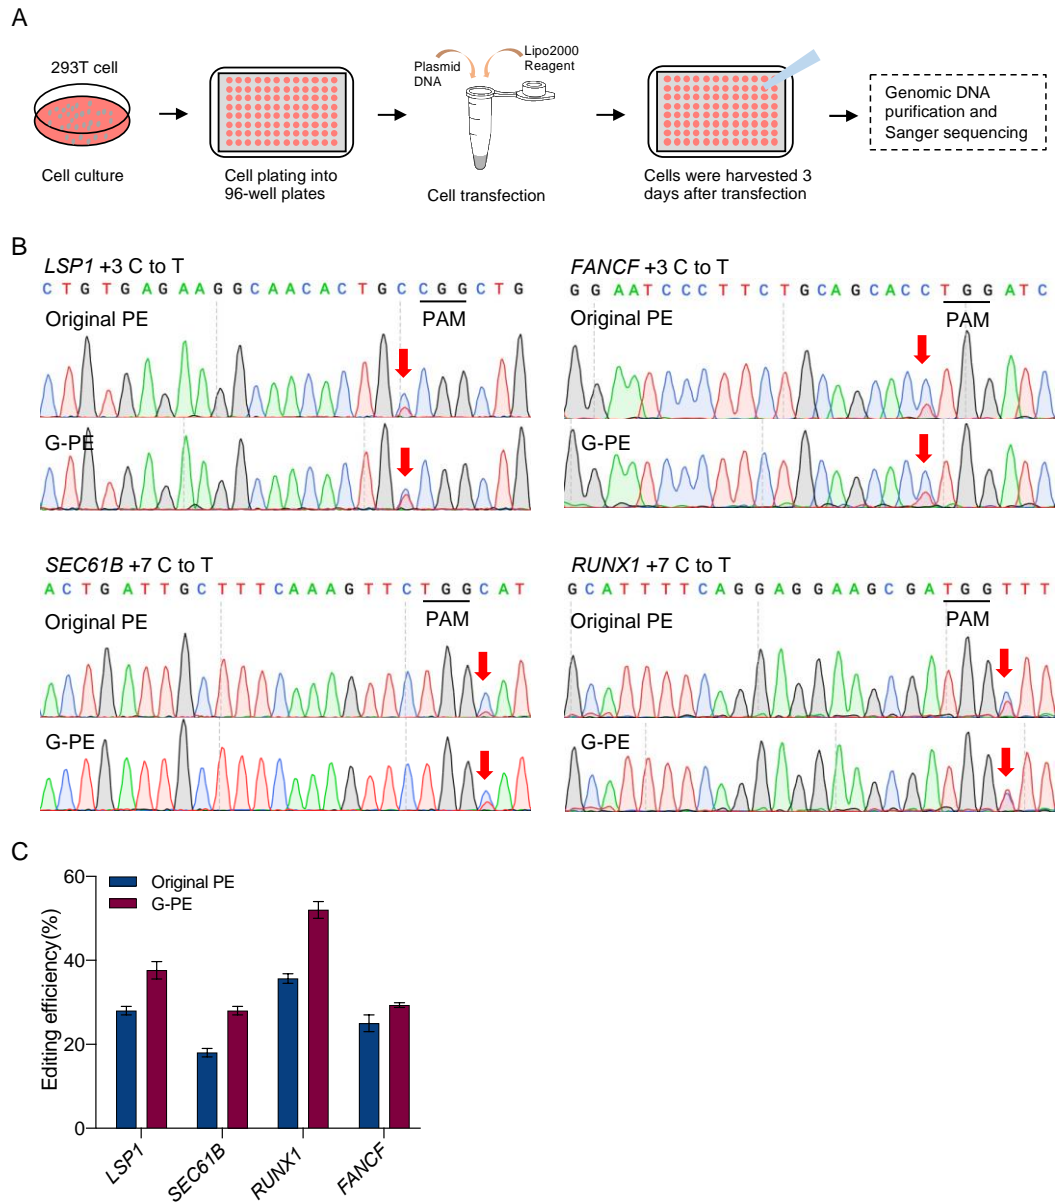 A
293T cell
Cell culture
Cell plating into
96-well plates
Plasmid
DNA
Lipo2000
Reagent
Cell transfection
Cells were harvested 3
days after transfection
Genomic DNA
purification and
Sanger sequencing
B
LSP1 +3 C to T
C T G T G A G A A G G C A A C A C T G C C G G C T G
Original PE
PAM
G-PE
FANCF +3 C to T
G G A A T C C C T T C T G C A G C A C C T G G A T C
Original PE
PAM
G-PE
SEC61B +7 C to T
A C T G A T T G C T T T C A A A G T T C T G G C A T
Original PE
PAM
G-PE
RUNX1 +7 C to T
G C A T T T T C A G G A G G A A G C G A T G G T T T
Original PE
PAM
G-PE
C
Original PE
G-PE
Editing efficiency(%)
60
40
20
0
LSP1
SEC61B
RUNX1
FANCF